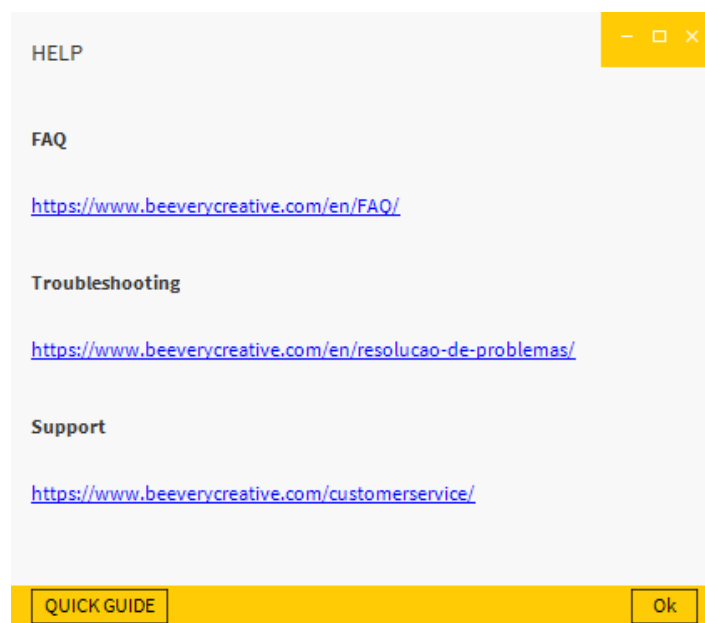 HELP
FAQ
https://www.beeverycreative.com/en/FAQ/
Troubleshooting
https://www.beeverycreative.com/en/resolucao-de-problemas/
Support
https://www.beeverycreative.com/customerservice/
QUICK GUIDE
Ok